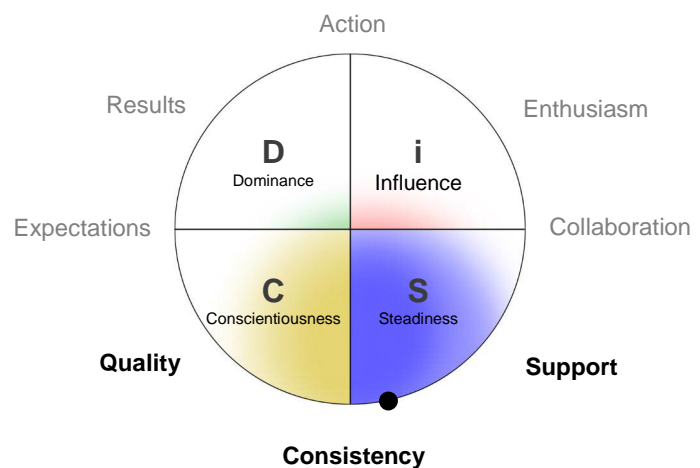 Action
Results
Enthusiasm
D
Dominance
i
Influence
Expectations
Collaboration
C
Conscientiousness
S
Steadiness
Quality
Support
Consistency